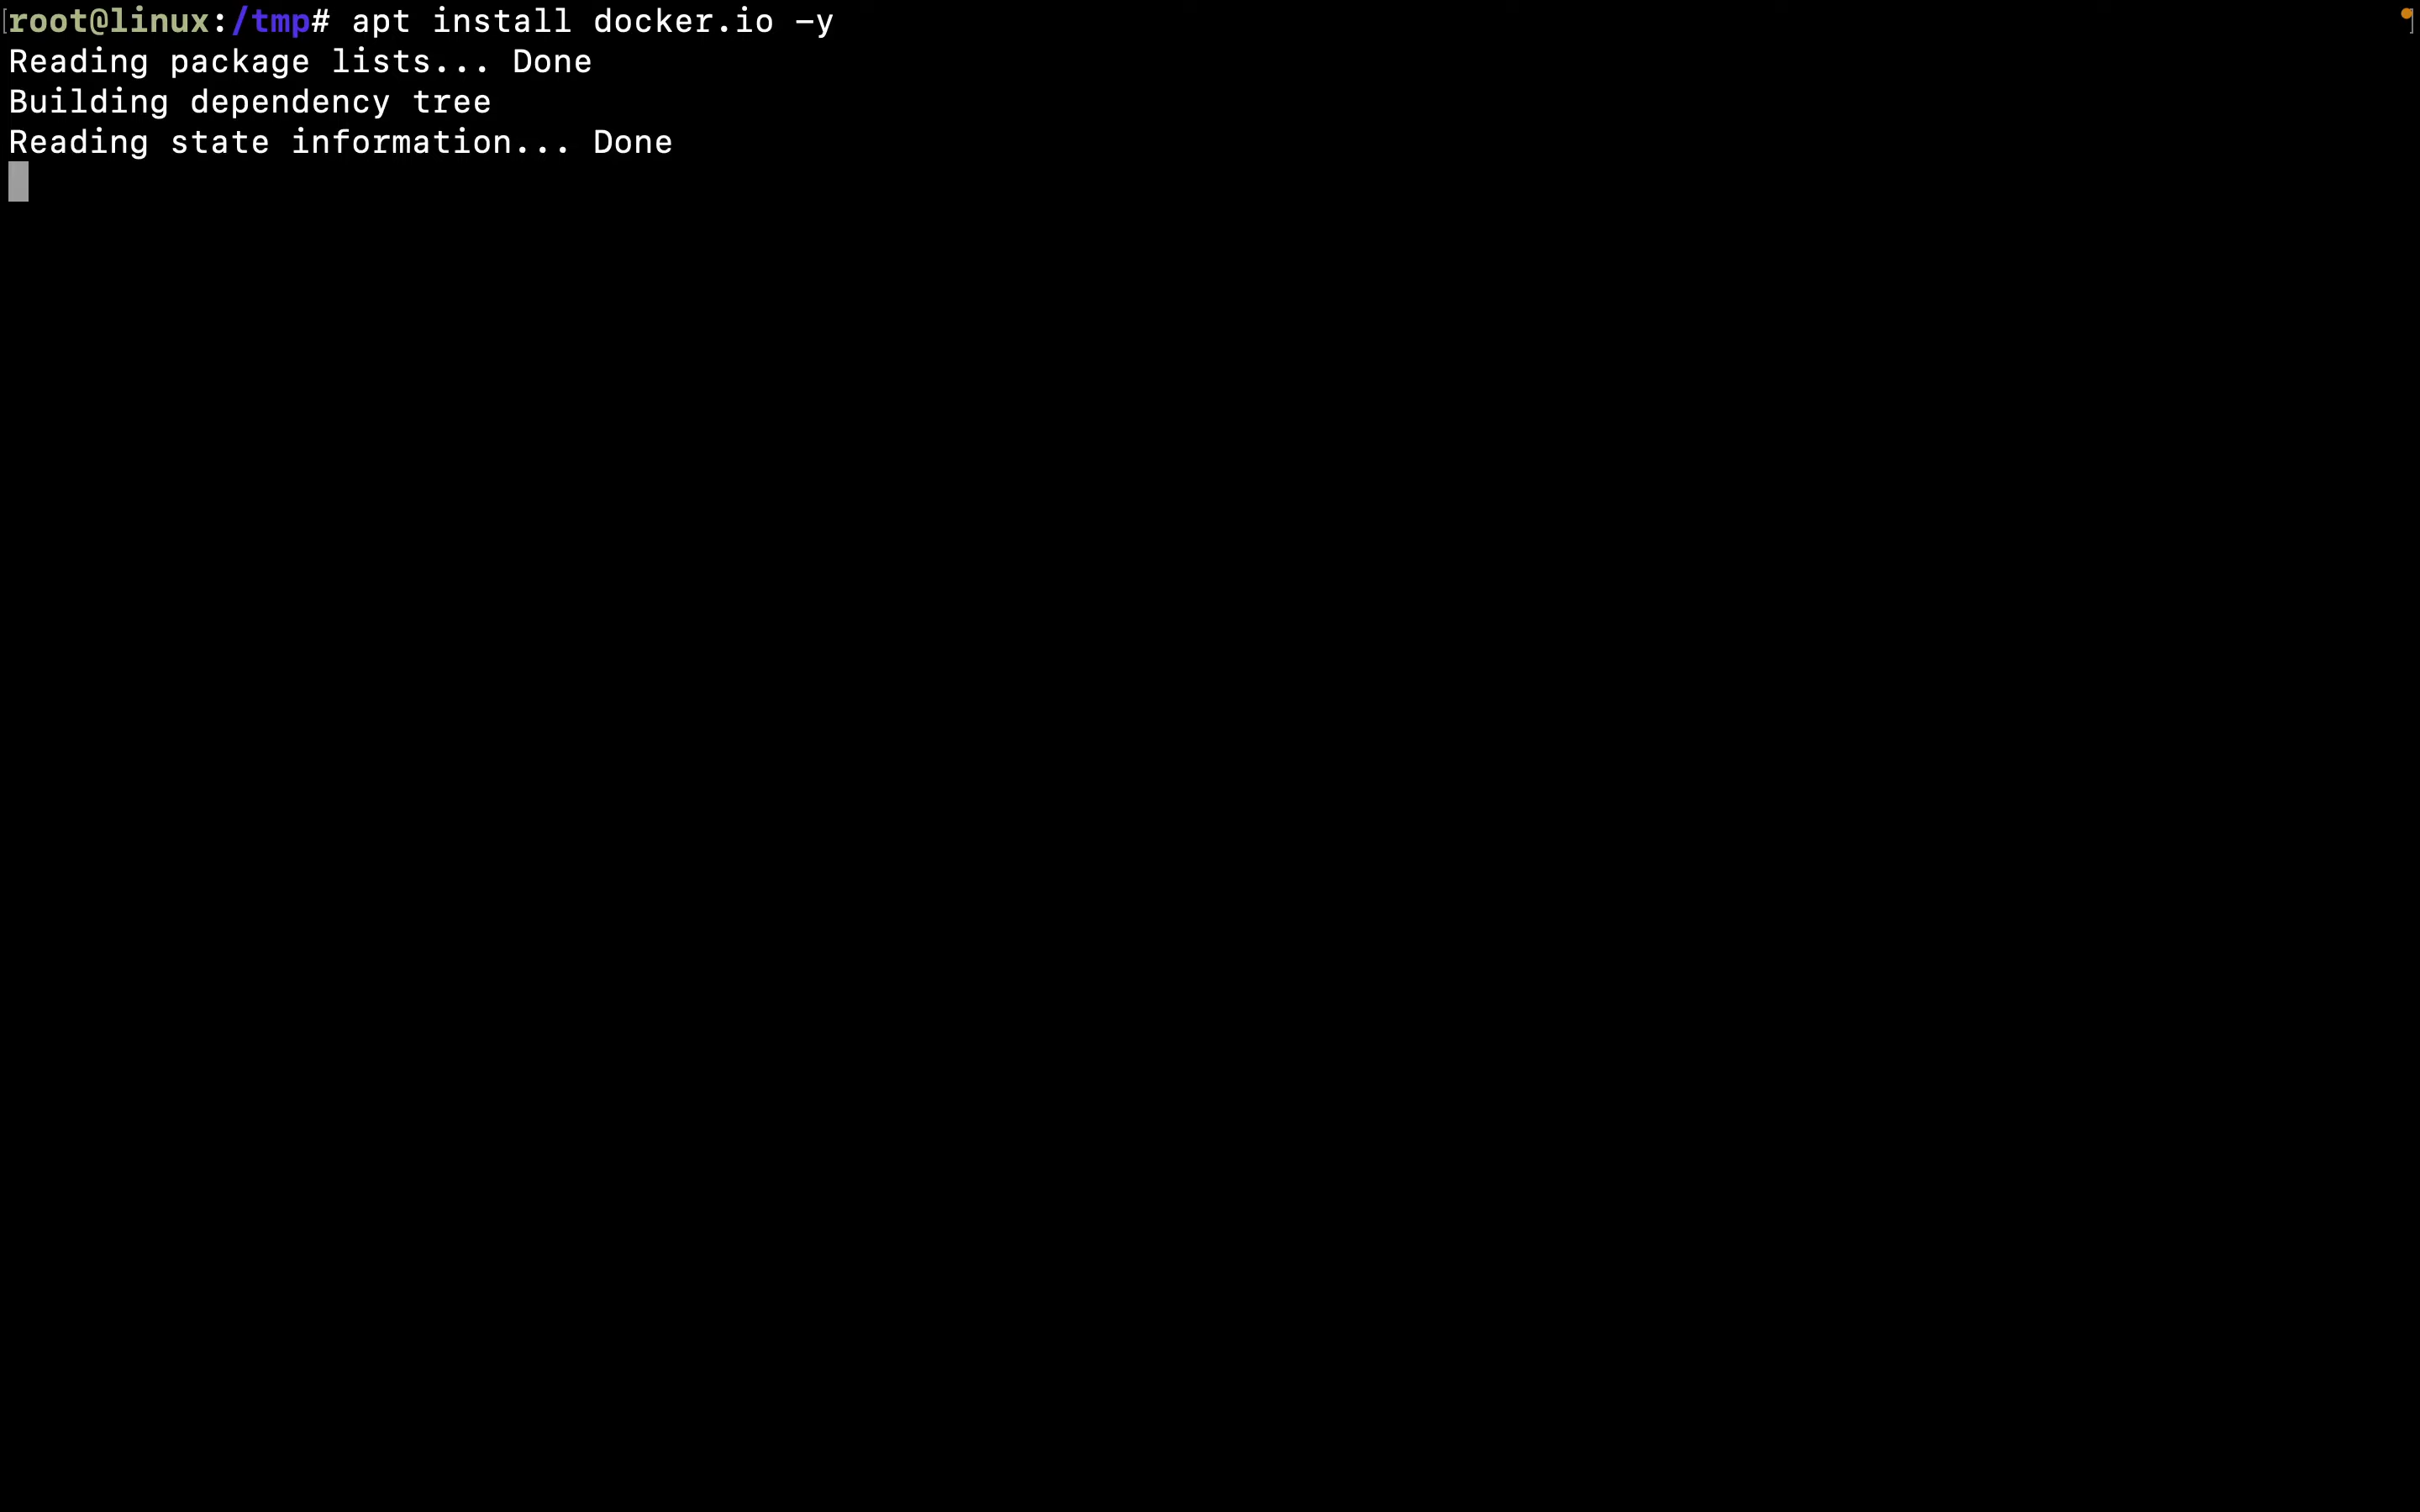 root@linux:/tmp# apt install docker.io -y
Reading package lists... Done
Building dependency tree
Reading state information... Done